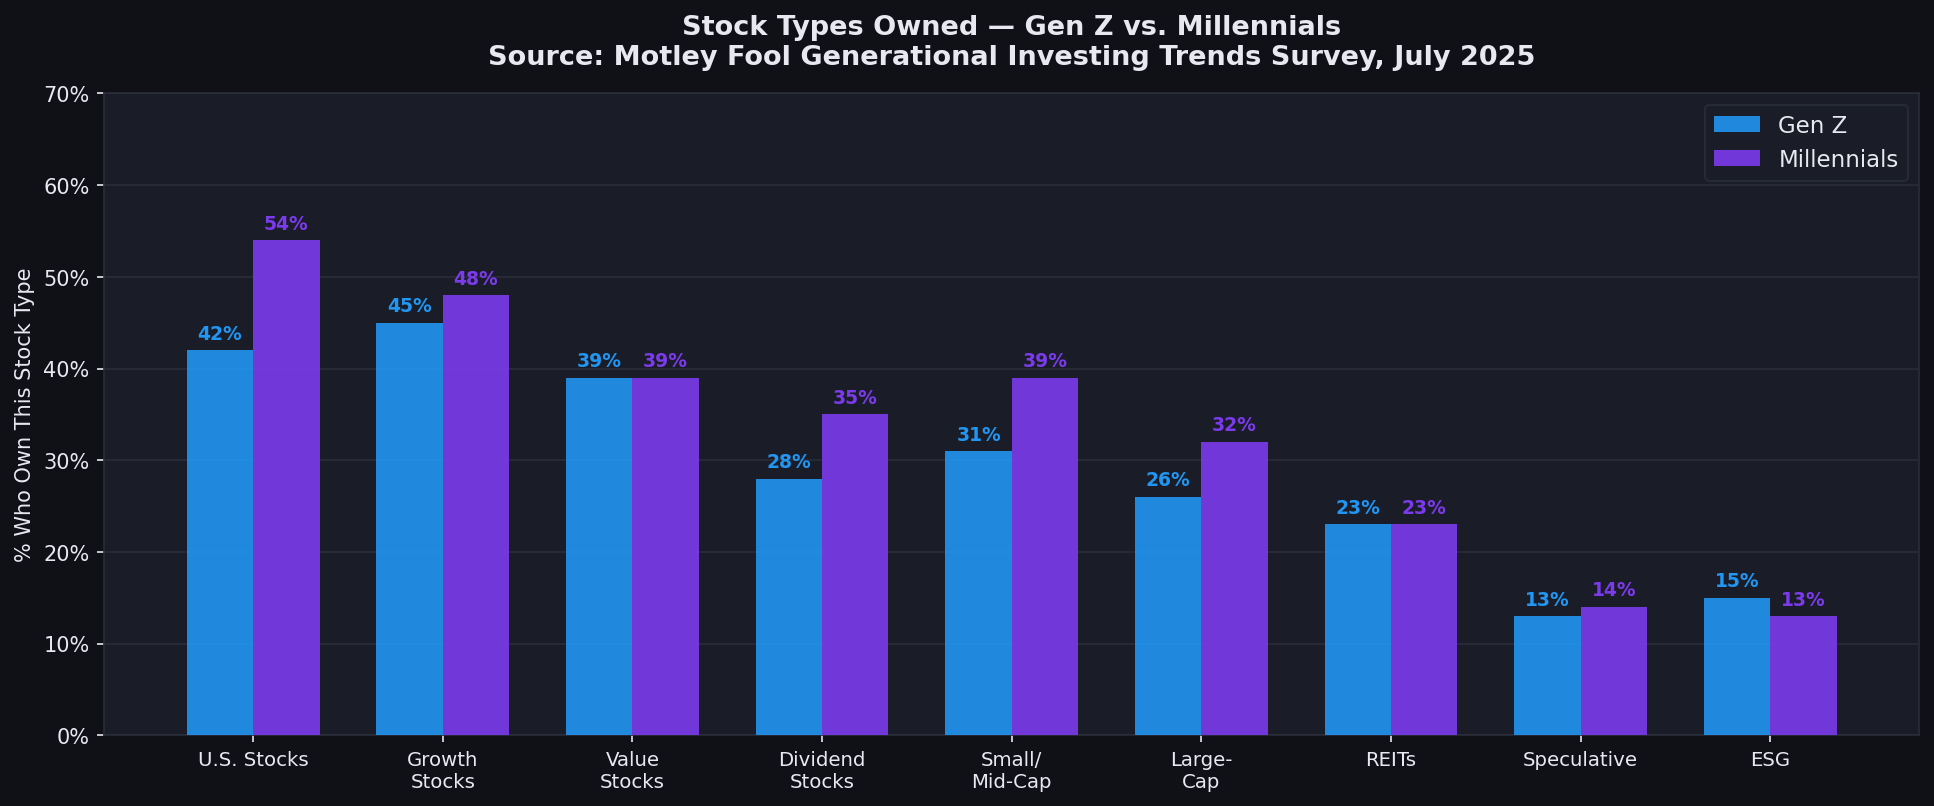 Stock Types Owned — Gen Z vs. Millennials
Source: Motley Fool Generational Investing Trends Survey, July 2025
% Who Own This Stock Type
70%
60%
50%
40%
30%
20%
10%
0%
Gen Z
Millennials
42%
54%
45%
48%
39%
39%
28%
35%
31%
39%
26%
32%
23%
23%
13%
14%
15%
13%
U.S. Stocks
Growth
Stocks
Value
Stocks
Dividend
Stocks
Small/
Mid-Cap
Large-
Cap
REITs
Speculative
ESG